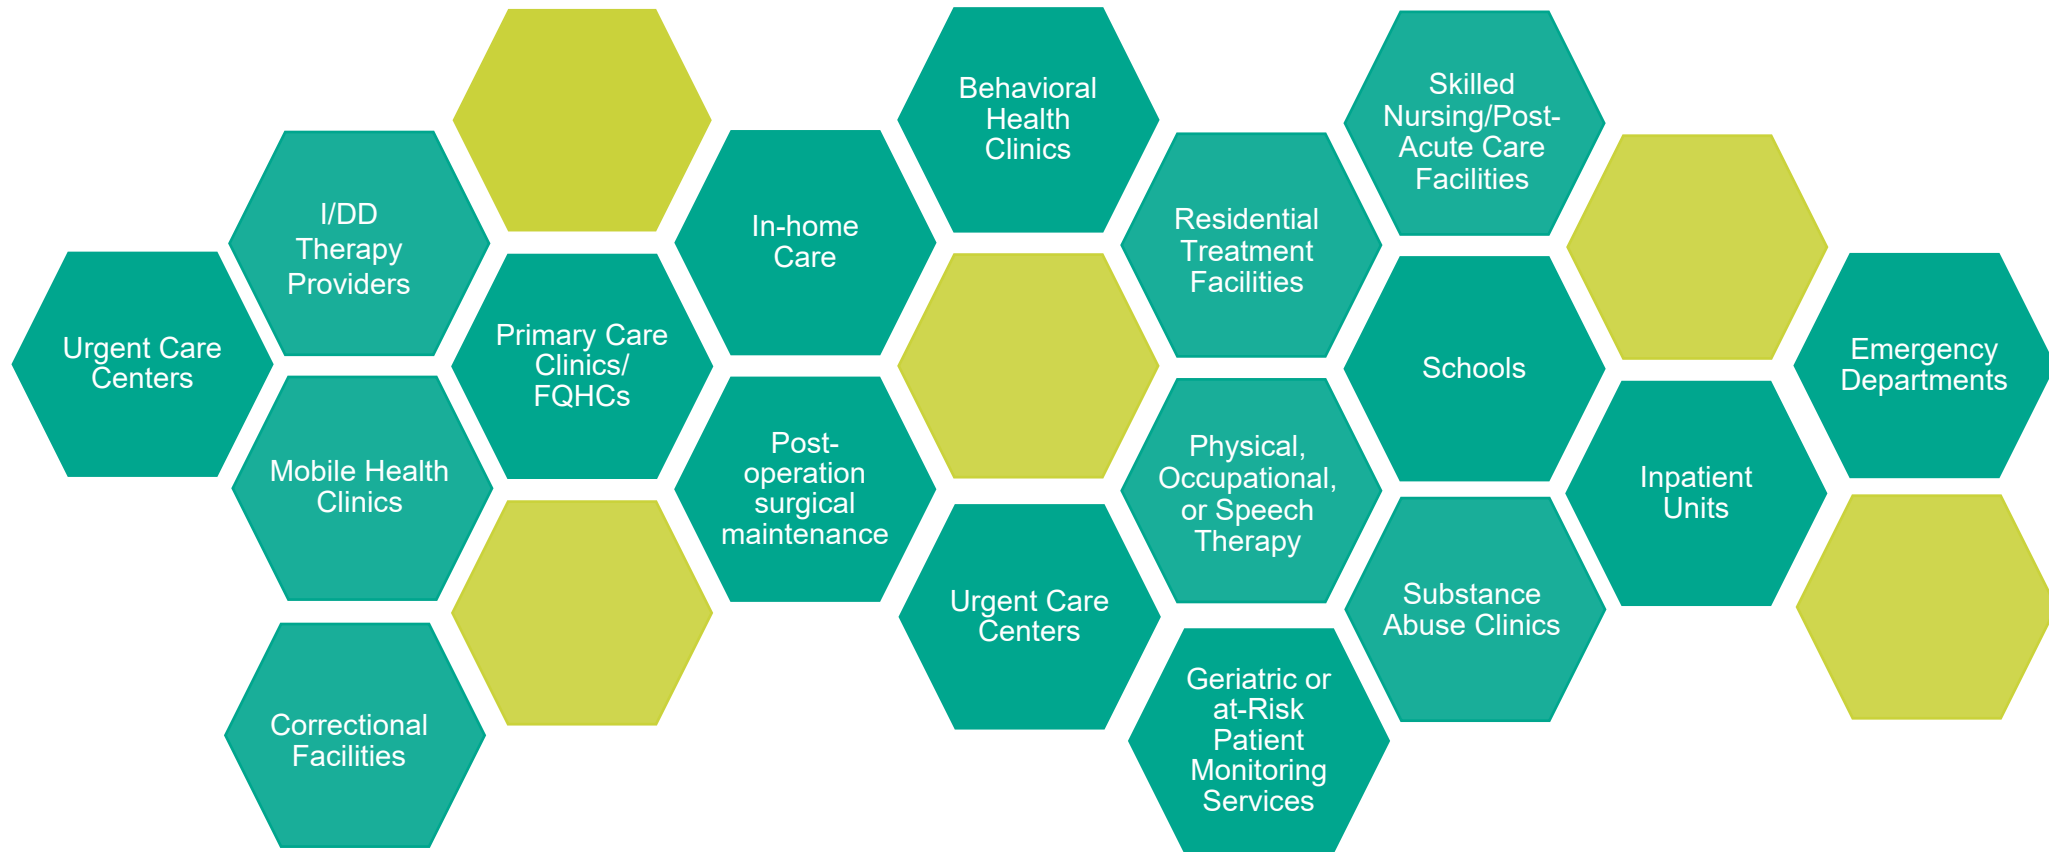 Urgent Care
Centers
I/DD
Therapy
Providers
Mobile Health
Clinics
Correctional
Facilities
Primary Care
Clinics/
FQHCs
In-home
Care
Post-
operation
surgical
maintenance
Behavioral
Health
Clinics
Urgent Care
Centers
Residential
Treatment
Facilities
Physical,
Occupational,
or Speech
Therapy
Geriatric or
at-Risk
Patient
Monitoring
Services
Skilled
Nursing/Post-
Acute Care
Facilities
Schools
Substance
Abuse Clinics
Inpatient
Units
Emergency
Departments